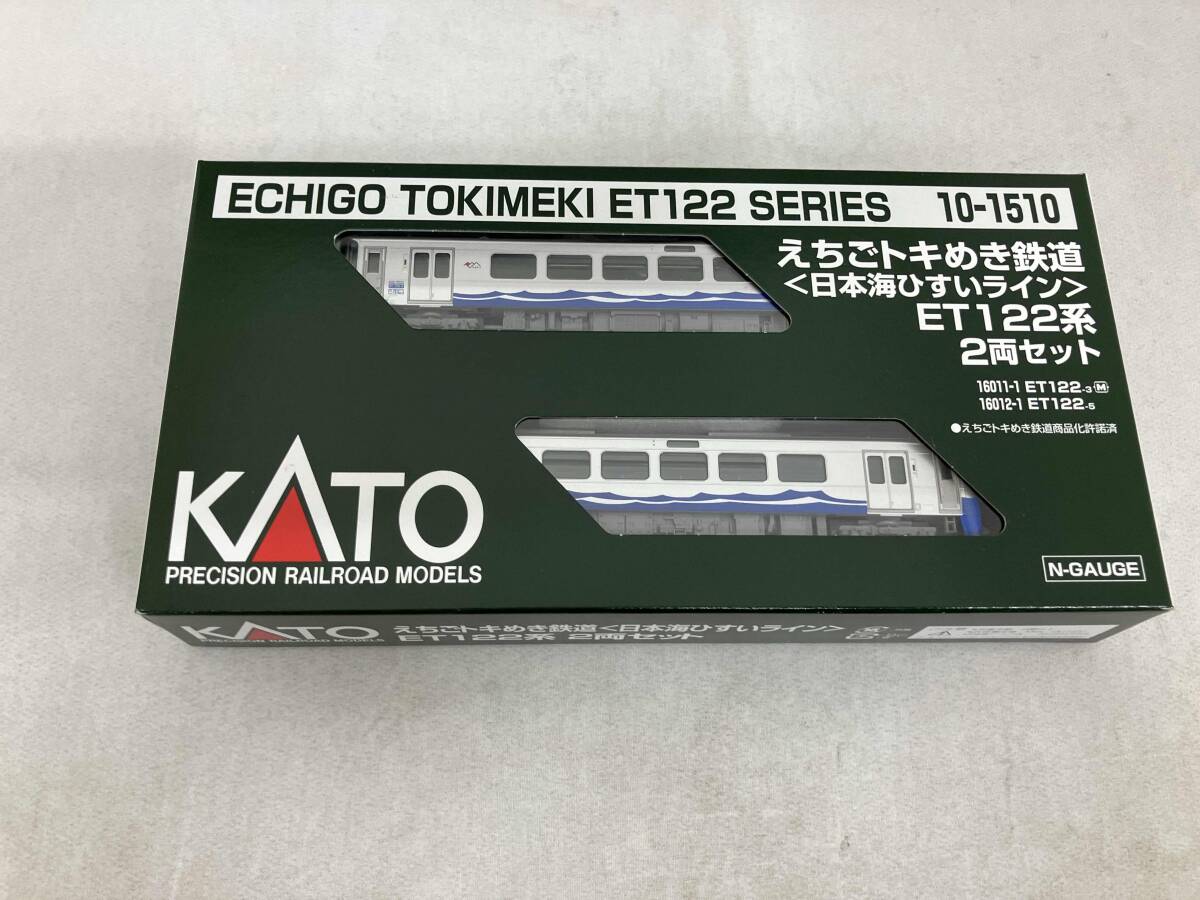 ECHIGO TOKIMEKI ET122 SERIES 10-1510
えちごトキめき鉄道
<日本海ひすいライン>
ET122系
2両セット
16011-1 ET122-3 M
16012-1 ET122-5
●えちごトキめき鉄道商品化許諾済
KATO
PRECISION RAILROAD MODELS
N-GAUGE
KATO
PRECISION RAILROAD MODELS
えちごトキめき鉄道<日本海ひすいライン>
ET122系 2両セット